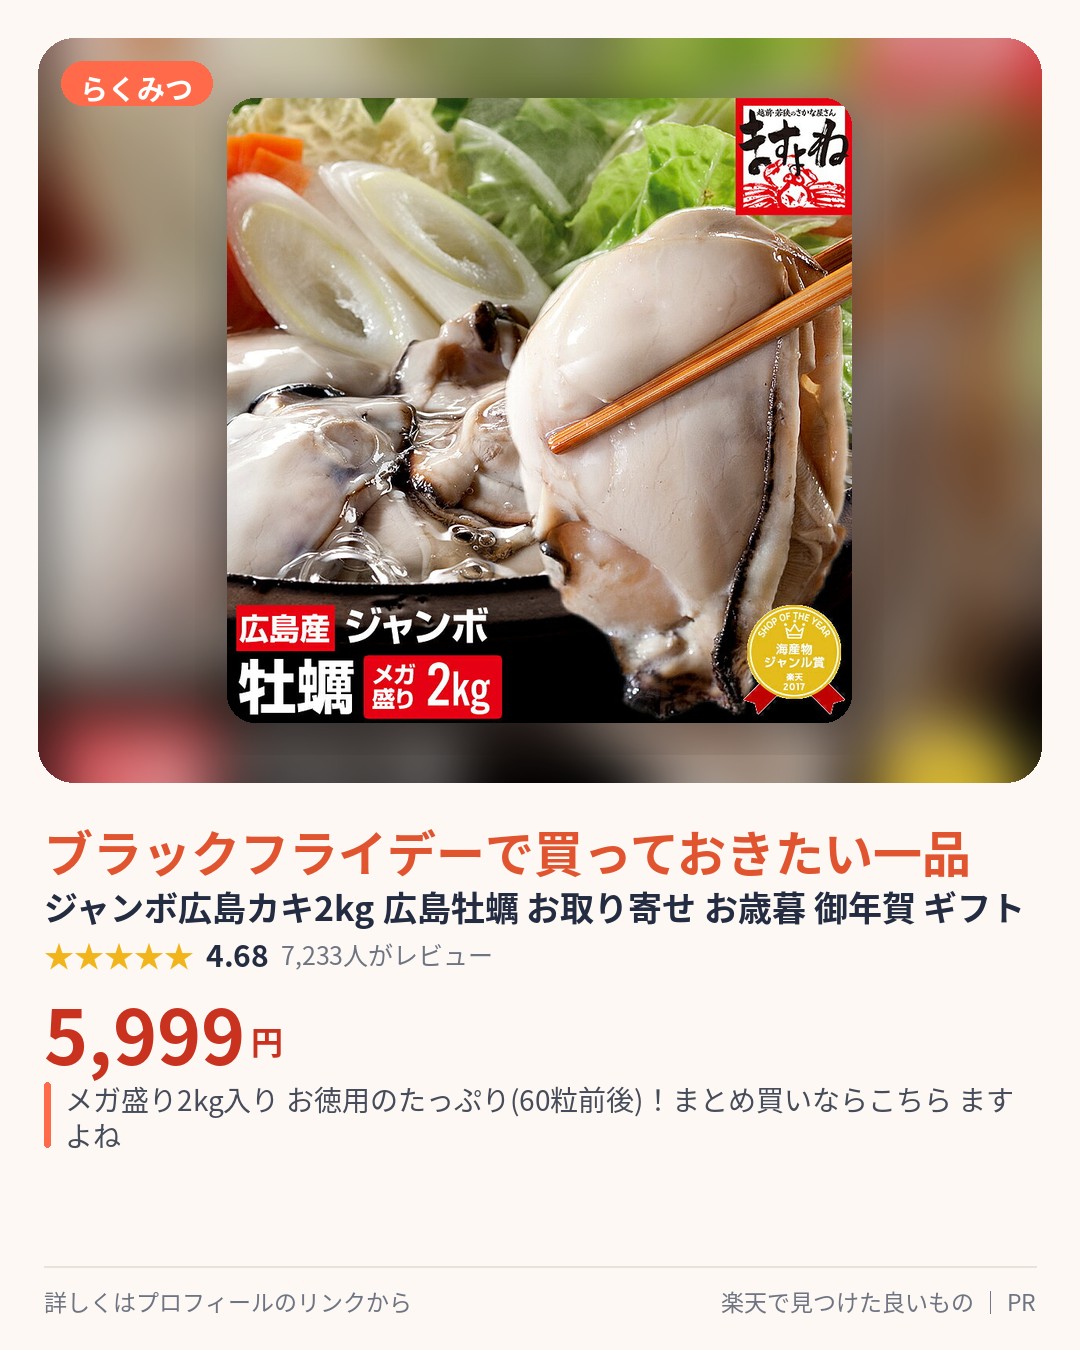 らくみつ
越前・若狭のさかな屋さん
ますよね
広島産 ジャンボ
牡蠣 メガ盛り 2kg
SHOP OF THE YEAR
海産物
ジャンル賞
楽天
2017
ブラックフライデーで買っておきたい一品
ジャンボ広島カキ2kg 広島牡蠣 お取り寄せ お歳暮 御年賀 ギフト
★★★★★ 4.68 7,233人がレビュー
5,999円
メガ盛り2kg入り お徳用のたっぷり(60粒前後)！まとめ買いならこちら ます
よね
詳しくはプロフィールのリンクから
楽天で見つけた良いもの｜PR